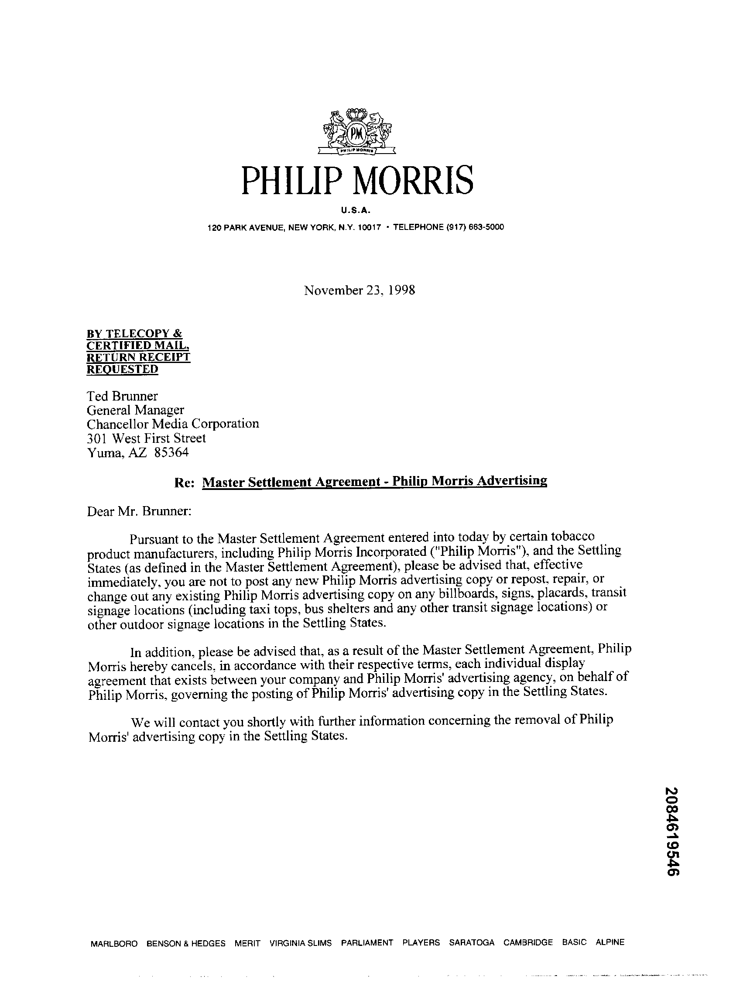 PM
PHILIP MORRIS
PHILIP MORRIS
U.S.A.
120 PARK AVENUE, NEW YORK, N.Y. 10017 • TELEPHONE (917) 663-5000
November 23, 1998
BY TELECOPY &
CERTIFIED MAIL,
RETURN RECEIPT
REQUESTED
Ted Brunner
General Manager
Chancellor Media Corporation
301 West First Street
Yuma, AZ 85364
Re: Master Settlement Agreement - Philip Morris Advertising
Dear Mr. Brunner:
Pursuant to the Master Settlement Agreement entered into today by certain tobacco
product manufacturers, including Philip Morris Incorporated ("Philip Morris"), and the Settling
States (as defined in the Master Settlement Agreement), please be advised that, effective
immediately, you are not to post any new Philip Morris advertising copy or repost, repair, or
change out any existing Philip Morris advertising copy on any billboards, signs, placards, transit
signage locations (including taxi tops, bus shelters and any other transit signage locations) or
other outdoor signage locations in the Settling States.
In addition, please be advised that, as a result of the Master Settlement Agreement, Philip
Morris hereby cancels, in accordance with their respective terms, each individual display
agreement that exists between your company and Philip Morris' advertising agency, on behalf of
Philip Morris, governing the posting of Philip Morris' advertising copy in the Settling States.
We will contact you shortly with further information concerning the removal of Philip
Morris' advertising copy in the Settling States.
2084619546
MARLBORO BENSON & HEDGES MERIT VIRGINIA SLIMS PARLIAMENT PLAYERS SARATOGA CAMBRIDGE BASIC ALPINE